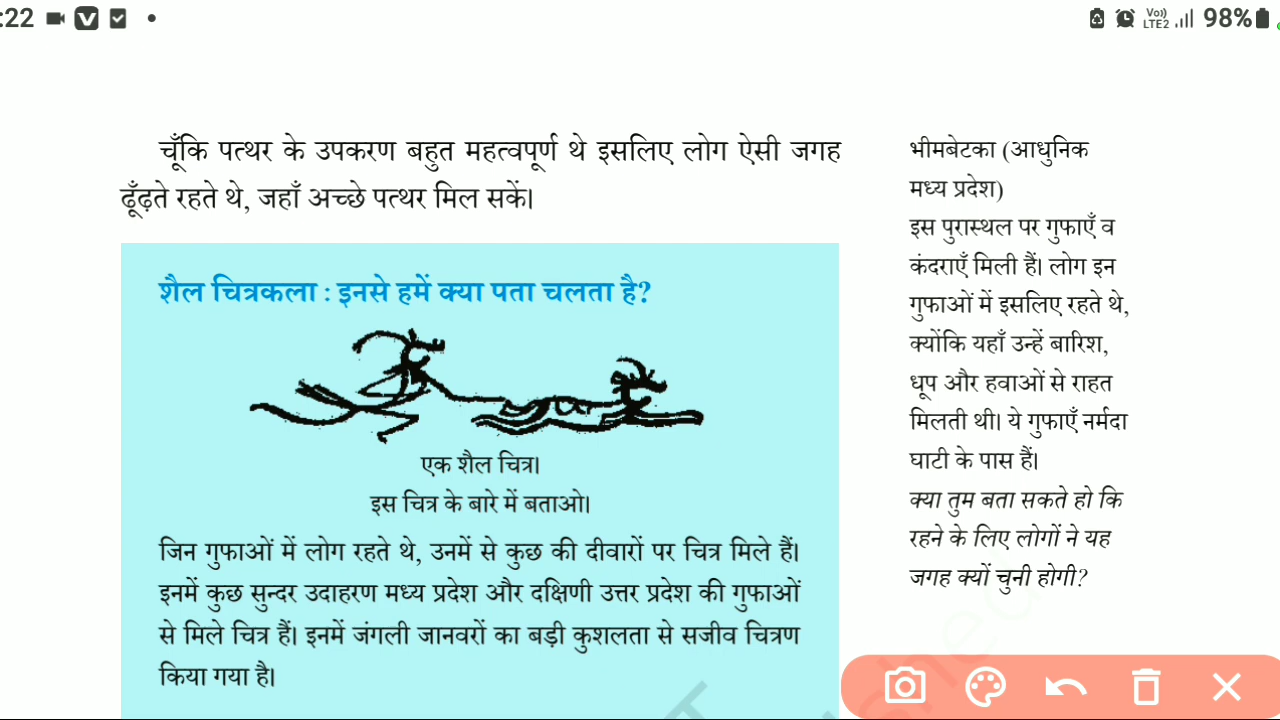 :22
Vo)) LTE2
98%
चूँकि पत्थर के उपकरण बहुत महत्वपूर्ण थे इसलिए लोग ऐसी जगह
ढूँढ़ते रहते थे, जहाँ अच्छे पत्थर मिल सकें।
शैल चित्रकला : इनसे हमें क्या पता चलता है?
एक शैल चित्र।
इस चित्र के बारे में बताओ।
जिन गुफाओं में लोग रहते थे, उनमें से कुछ की दीवारों पर चित्र मिले हैं।
इनमें कुछ सुन्दर उदाहरण मध्य प्रदेश और दक्षिणी उत्तर प्रदेश की गुफाओं
से मिले चित्र हैं। इनमें जंगली जानवरों का बड़ी कुशलता से सजीव चित्रण
किया गया है।
भीमबेटका (आधुनिक
मध्य प्रदेश)
इस पुरास्थल पर गुफाएँ व
कंदराएँ मिली हैं। लोग इन
गुफाओं में इसलिए रहते थे,
क्योंकि यहाँ उन्हें बारिश,
धूप और हवाओं से राहत
मिलती थी। ये गुफाएँ नर्मदा
घाटी के पास हैं।
क्या तुम बता सकते हो कि
रहने के लिए लोगों ने यह
जगह क्यों चुनी होगी?